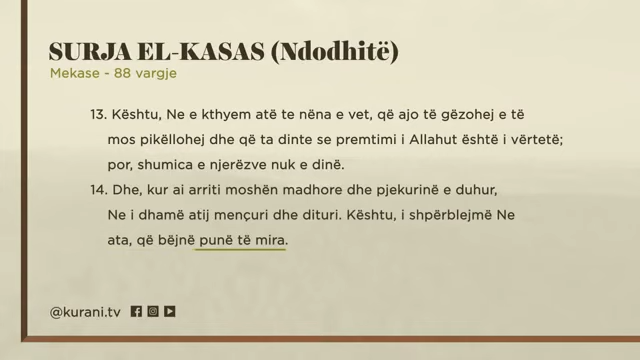 SURJA EL-KASAS (Ndodhitë)
Mekase - 88 vargje
13. Kështu, Ne e kthyem atë te nëna e vet, që ajo të gëzohej e të
mos pikëllohej dhe që ta dinte se premtimi i Allahut është i vërtetë;
por, shumica e njerëzve nuk e dinë.
14. Dhe, kur ai arriti moshën madhore dhe pjekurinë e duhur,
Ne i dhamë atij mençuri dhe dituri. Kështu, i shpërblejmë Ne
ata, që bëjnë punë të mira.
@kurani.tv